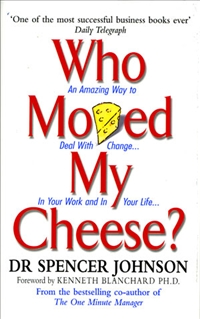 'One of the most successful business books ever'
Daily Telegraph
Who
An Amazing Way to
Moved
Deal With Change...
My
In Your Work and In Your Life...
Cheese?
DR SPENCER JOHNSON
Foreword by KENNETH BLANCHARD PH.D.
From the bestselling co-author of
The One Minute Manager